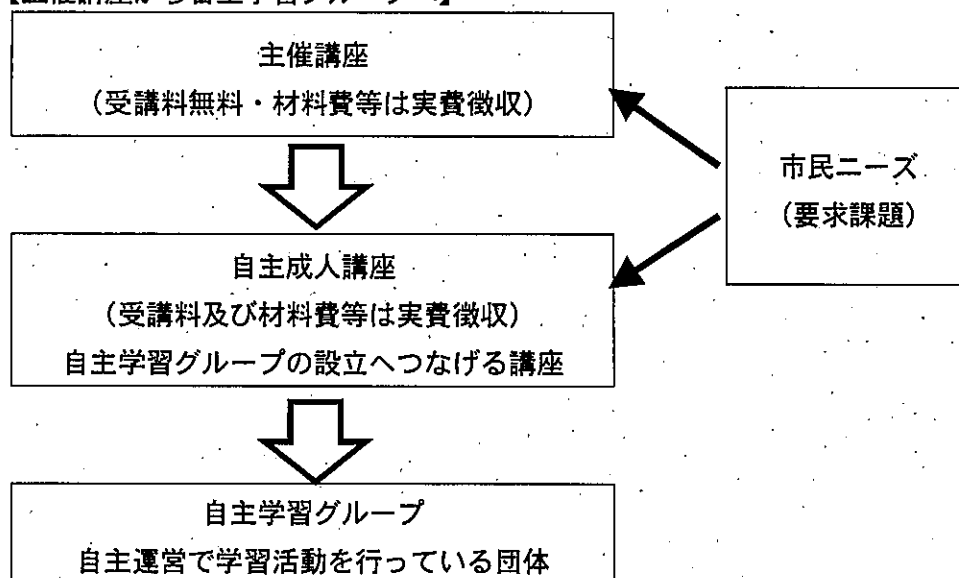 主催講座
(受講料無料・材料費等は実費徴収)
市民ニーズ
(要求課題)
自主成人講座
(受講料及び材料費等は実費徴収)
自主学習グループの設立へつなげる講座
自主学習グループ
自主運営で学習活動を行っている団体